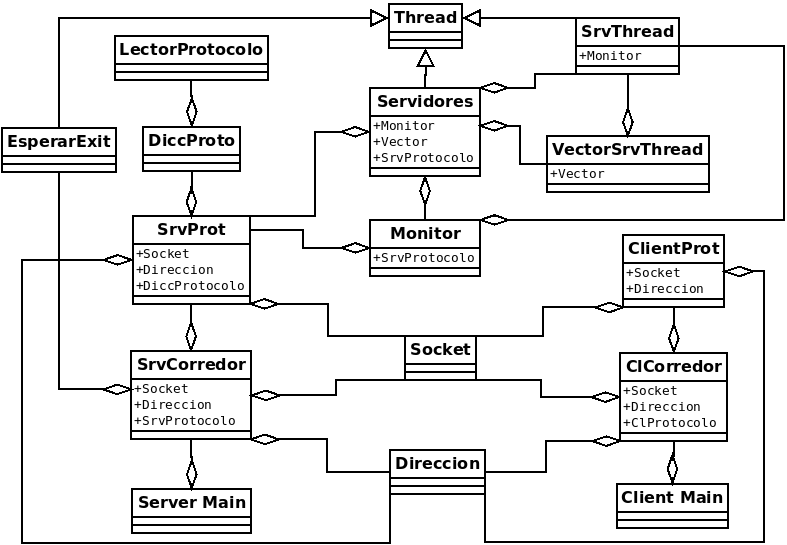 Thread
SrvThread
+Monitor
LectorProtocolo
Servidores
+Monitor
+Vector
+SrvProtocolo
EsperarExit
DiccProto
VectorSrvThread
+Vector
SrvProt
+Socket
+Direccion
+DiccProtocolo
Monitor
+SrvProtocolo
ClientProt
+Socket
+Direccion
Socket
SrvCorredor
+Socket
+Direccion
+SrvProtocolo
ClCorredor
+Socket
+Direccion
+ClProtocolo
Direccion
Server Main
Client Main